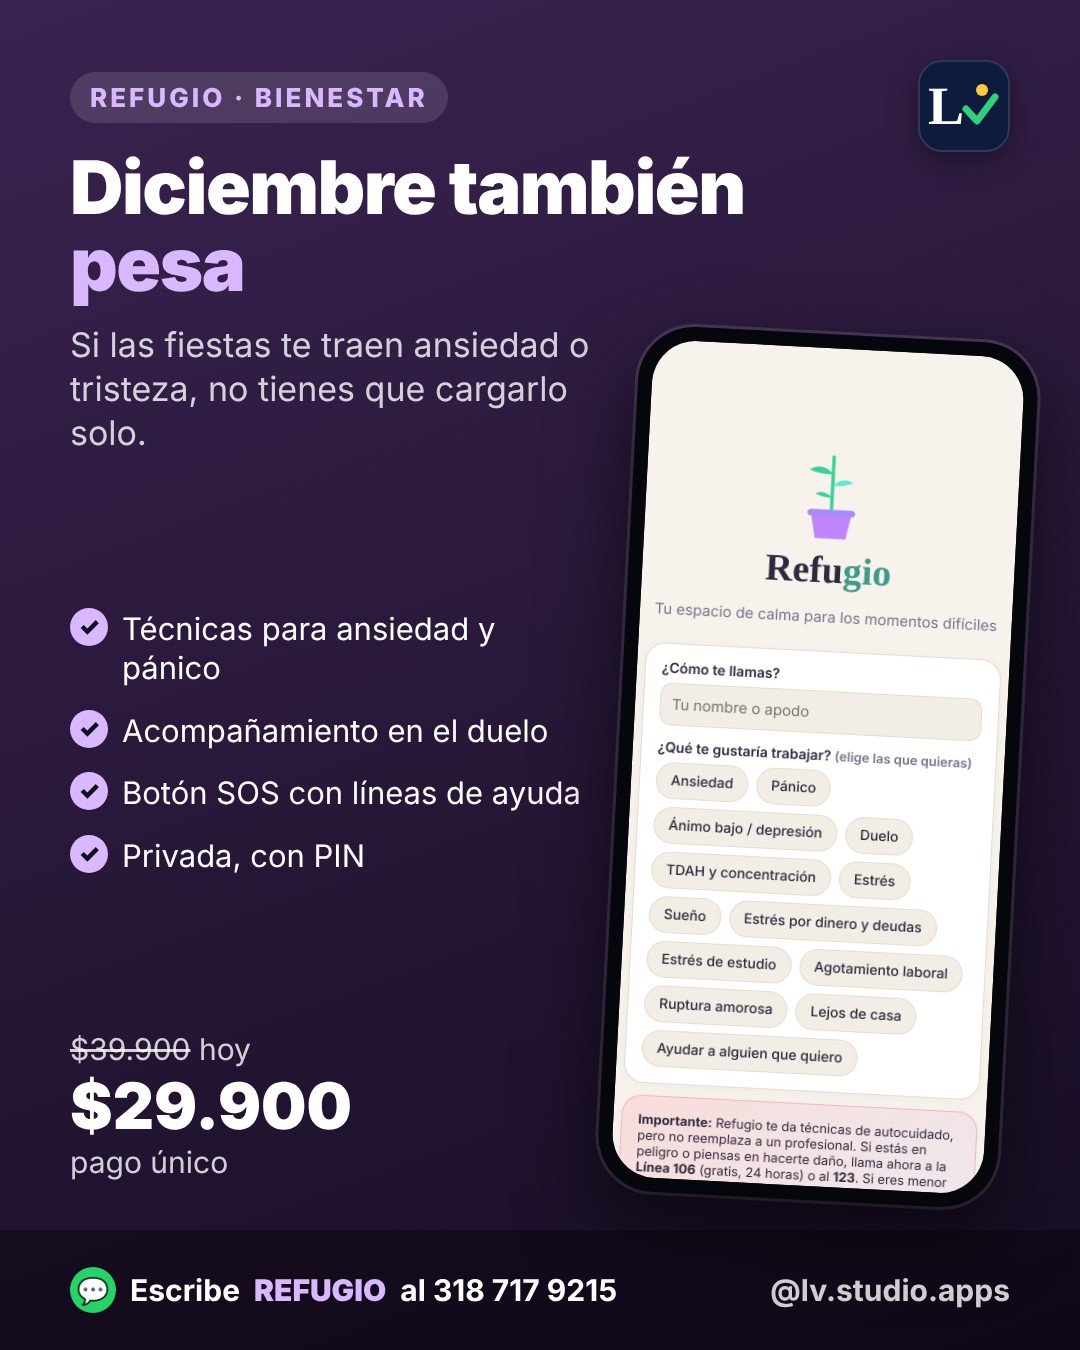 REFUGIO · BIENESTAR
L
Diciembre también
pesa
Si las fiestas te traen ansiedad o
tristeza, no tienes que cargarlo
solo.
Técnicas para ansiedad y
pánico
Acompañamiento en el duelo
Botón SOS con líneas de ayuda
Privada, con PIN
$39.900 hoy
$29.900
pago único
Refugio
Tu espacio de calma para los momentos difíciles
¿Cómo te llamas?
Tu nombre o apodo
¿Qué te gustaría trabajar? (elige las que quieras)
Ansiedad Pánico
Ánimo bajo / depresión Duelo
TDAH y concentración Estrés
Sueño Estrés por dinero y deudas
Estrés de estudio Agotamiento laboral
Ruptura amorosa Lejos de casa
Ayudar a alguien que quiero
Importante: Refugio te da técnicas de autocuidado,
pero no reemplaza a un profesional. Si estás en
peligro o piensas en hacerte daño, llama ahora a la
Línea 106 (gratis, 24 horas) o al 123. Si eres menor
Escribe REFUGIO al 318 717 9215
@lv.studio.apps